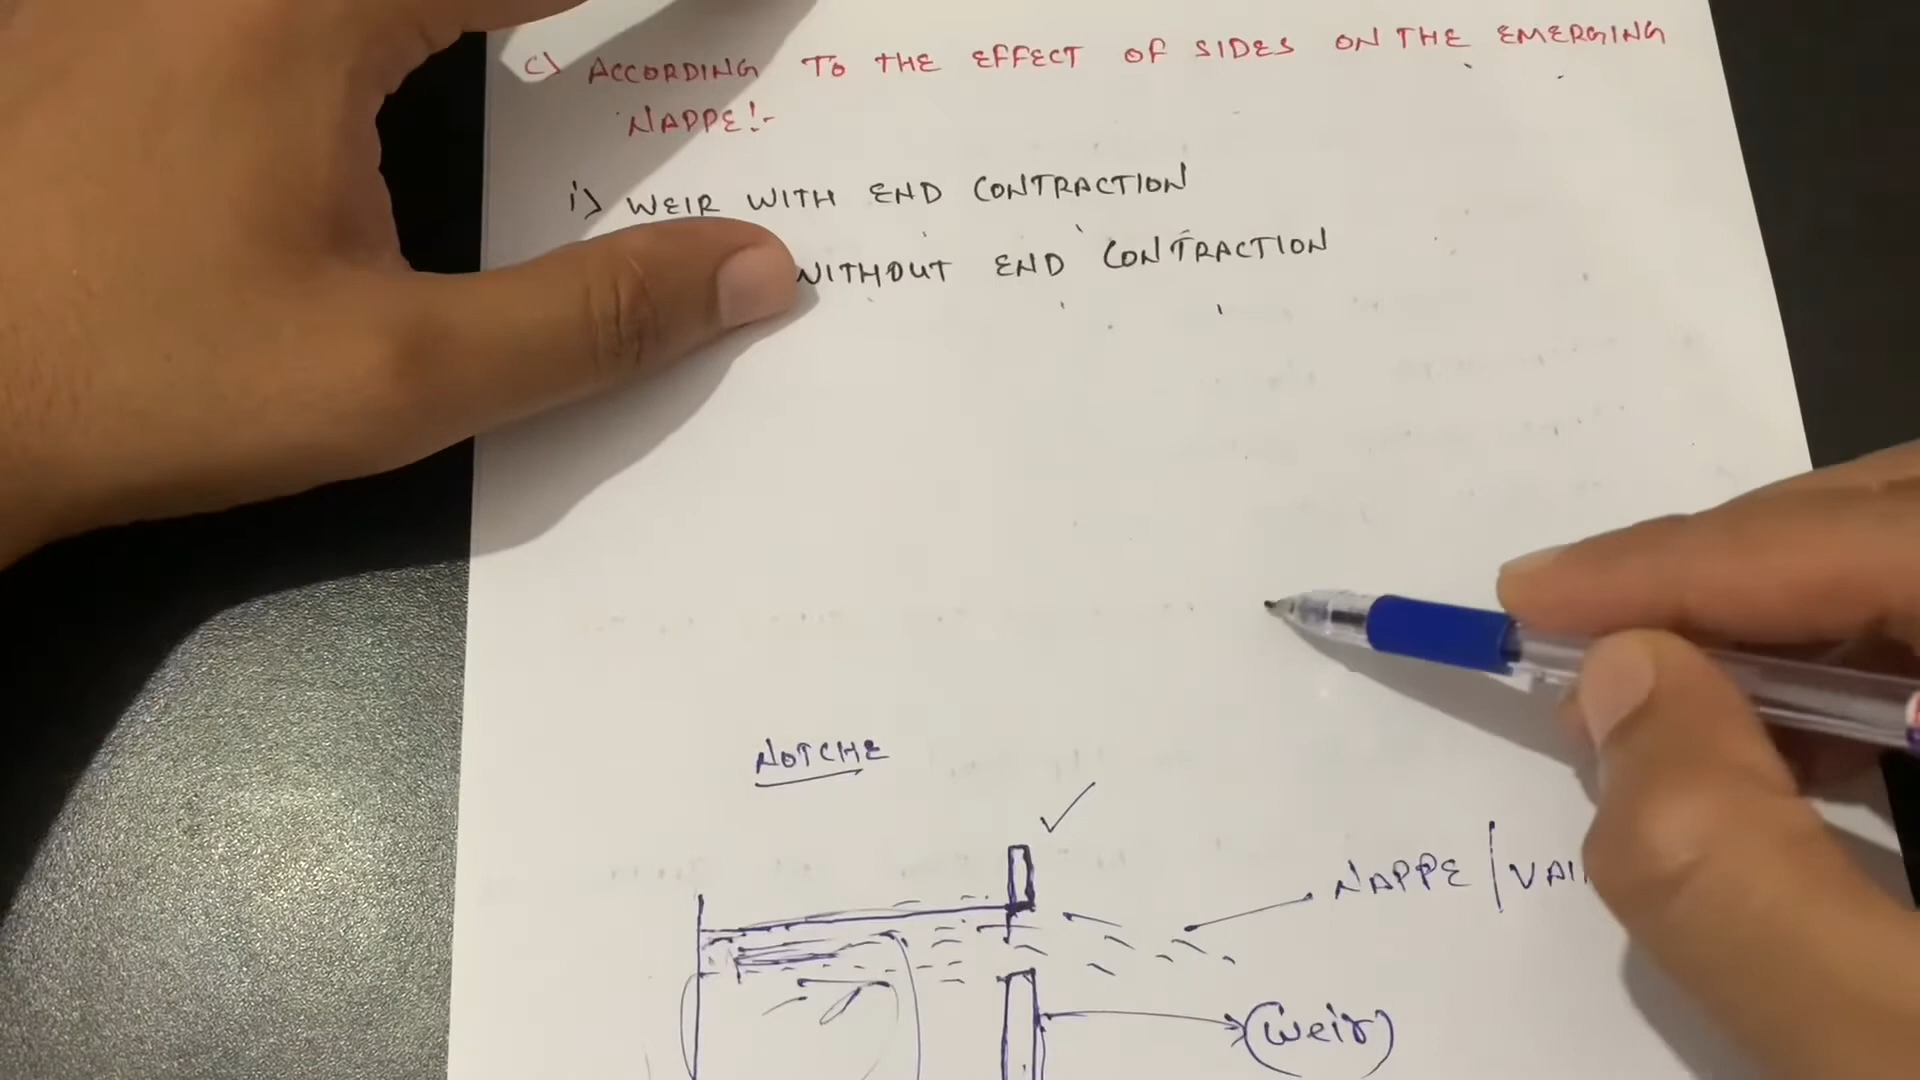 C) ACCORDING TO THE EFFECT OF SIDES ON THE EMERGING
NAPPE!-
i) WEIR WITH END CONTRACTION
WITHOUT END CONTRACTION
NOTCHE
NAPPE / VAI
Weir